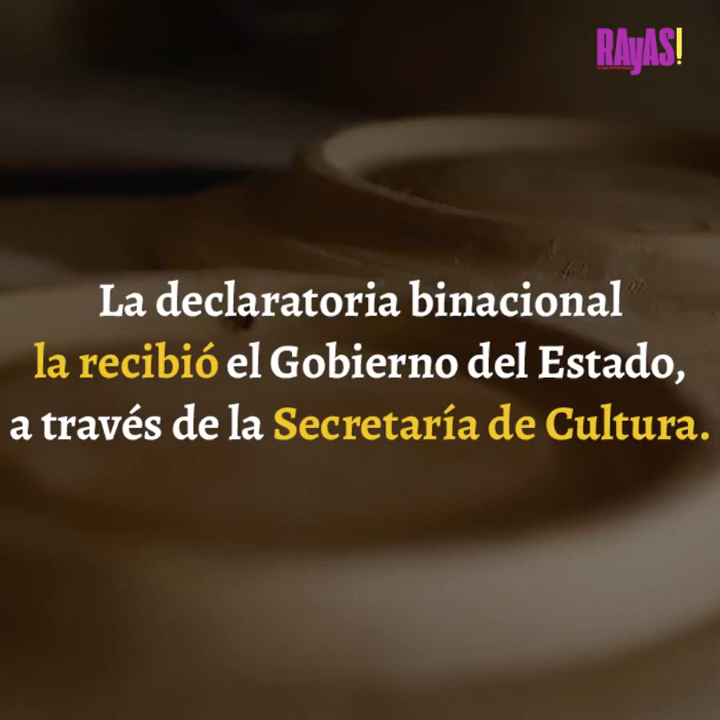 RAyAS!
La declaratoria binacional
la recibió el Gobierno del Estado,
a través de la Secretaría de Cultura.